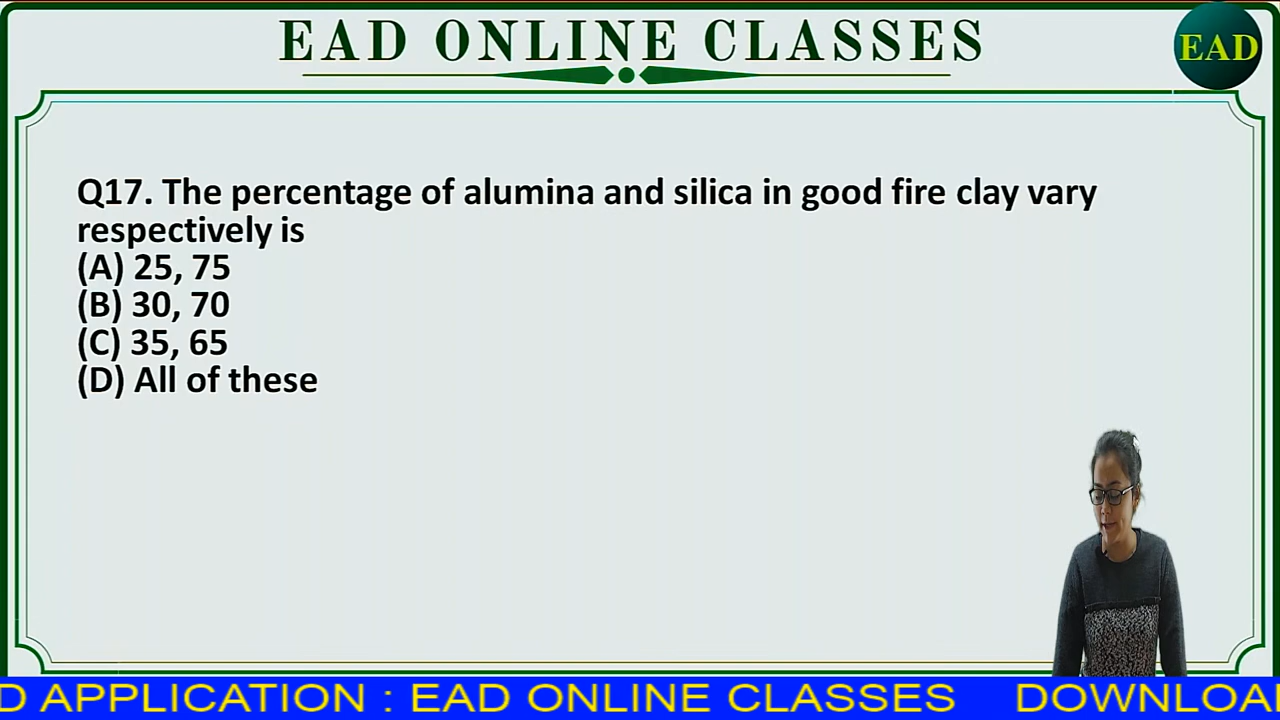 EAD ONLINE CLASSES
EAD
Q17. The percentage of alumina and silica in good fire clay vary
respectively is
(A) 25, 75
(B) 30, 70
(C) 35, 65
(D) All of these
D APPLICATION : EAD ONLINE CLASSES DOWNLOA